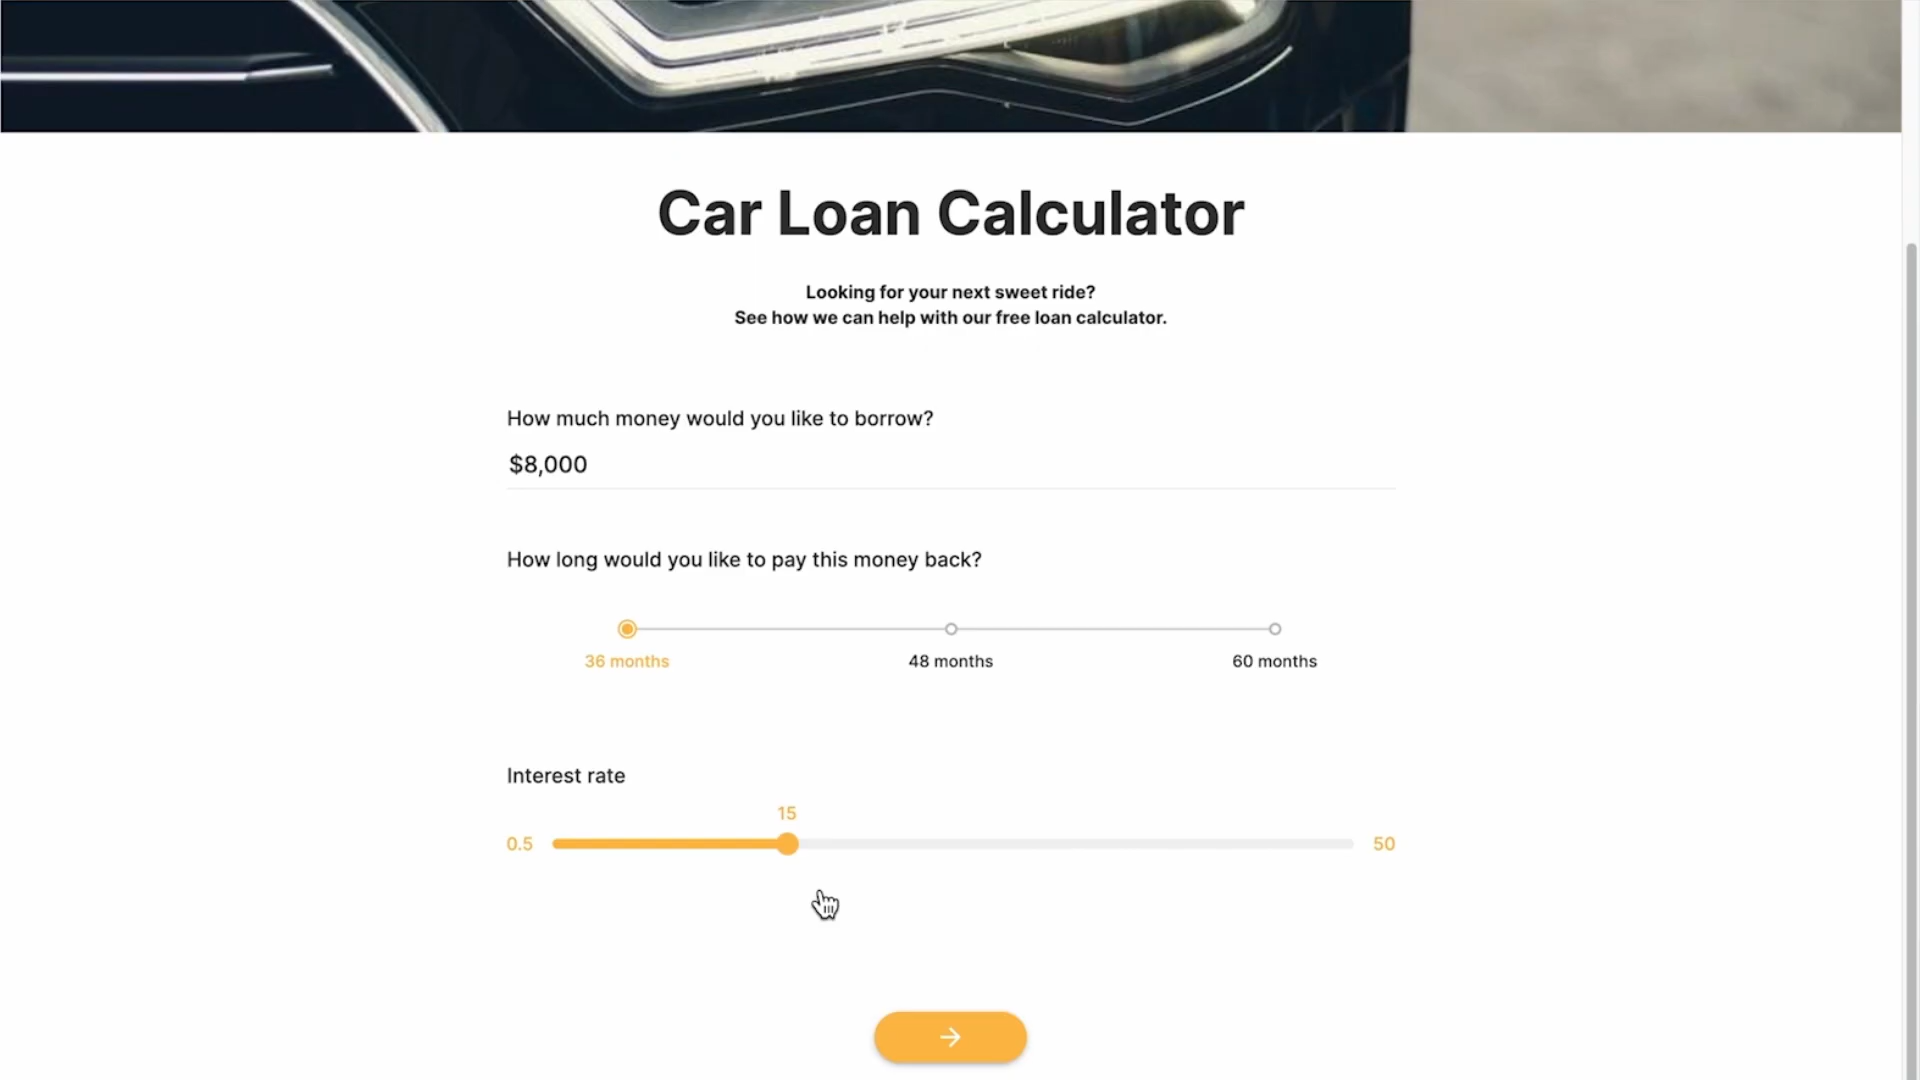 Car Loan Calculator
Looking for your next sweet ride?
See how we can help with our free loan calculator.
How much money would you like to borrow?
$8,000
How long would you like to pay this money back?
36 months
48 months
60 months
Interest rate
15
0.5
50